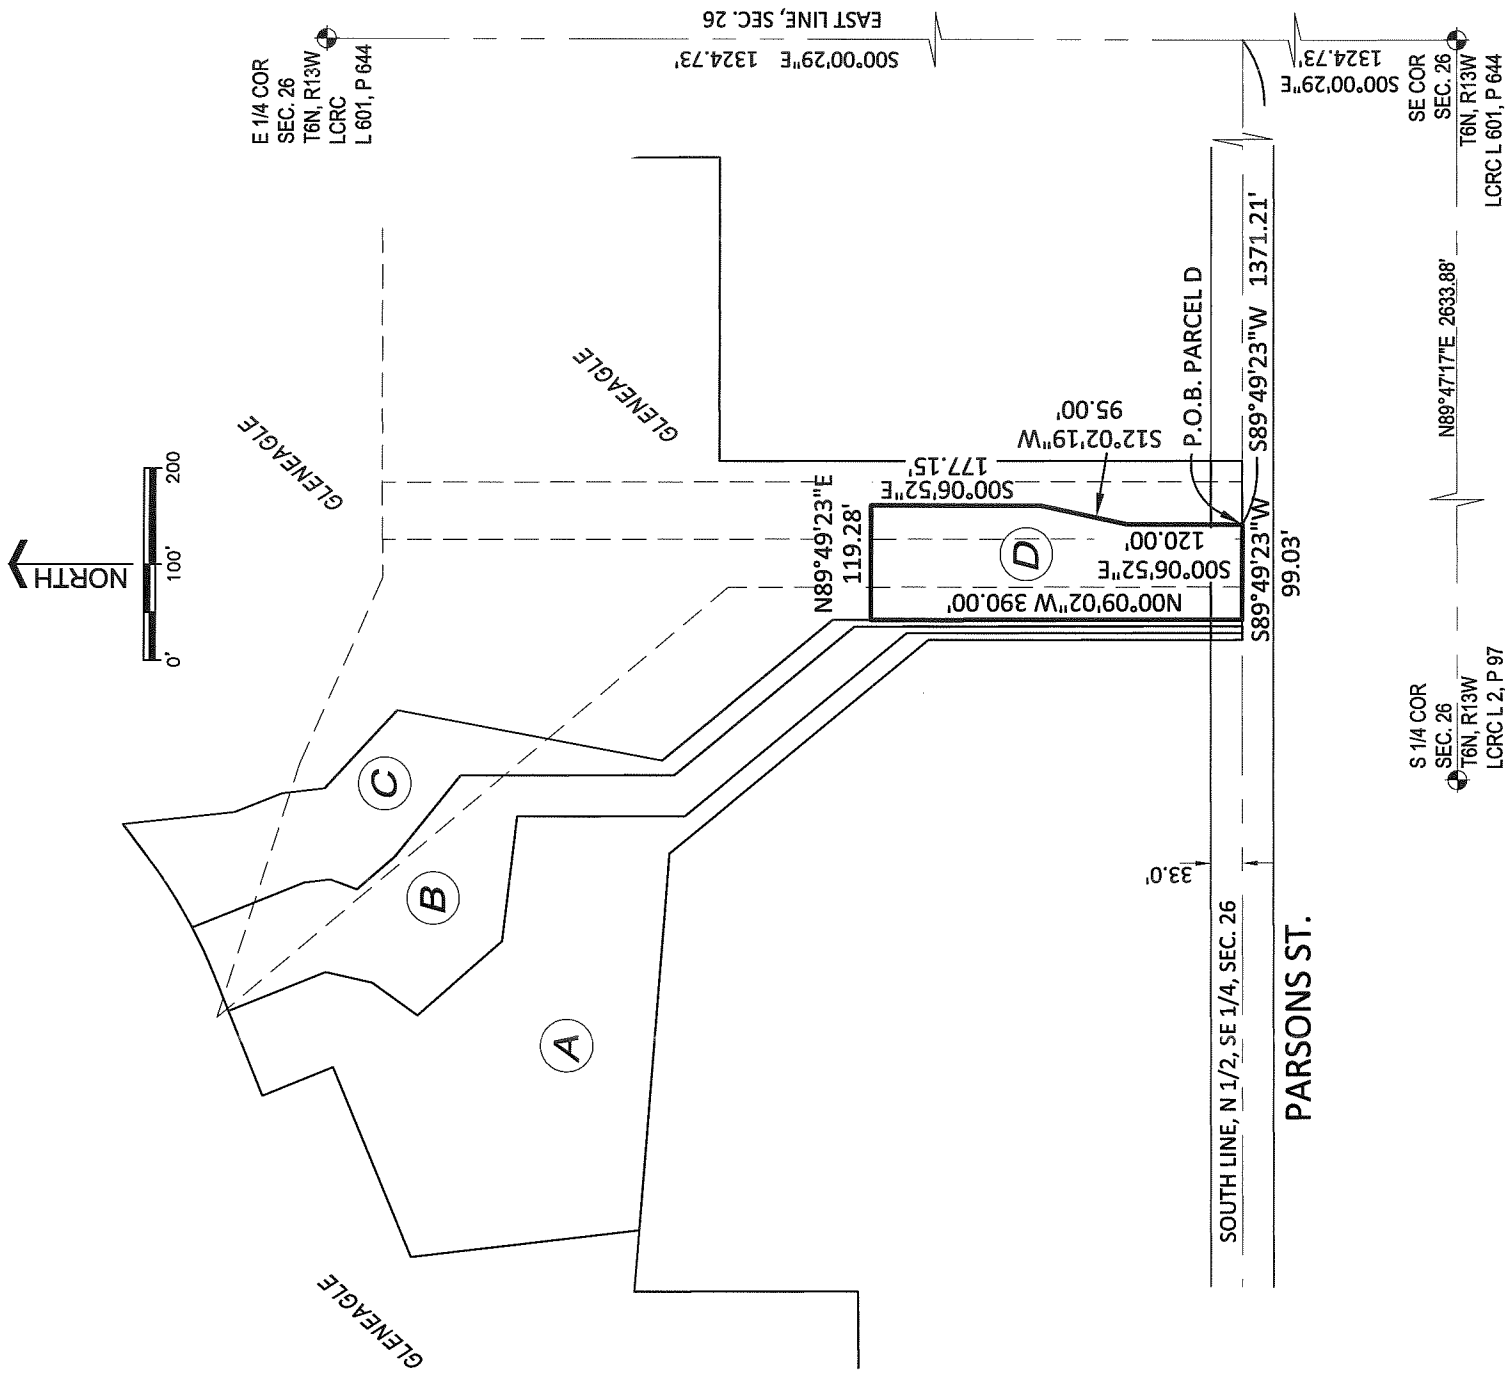 NORTH
0'
100'
200
E 1/4 COR
SEC. 26
T6N, R13W
LCRC
L 601, P 644
EAST LINE, SEC. 26
S00°00'29"E 1324.73'
GLENEAGLE
GLENEAGLE
GLENEAGLE
C
B
A
D
N89°49'23"E
119.28'
S00°06'52"E
177.15'
S12°02'19"W
95.00'
P.O.B. PARCEL D
S00°06'52"E
120.00'
N00°09'02"W 390.00'
S89°49'23"W
99.03'
S89°49'23"W 1371.21'
S00°00'29"E
1324.73'
33.0'
SOUTH LINE, N 1/2, SE 1/4, SEC. 26
PARSONS ST.
S 1/4 COR
SEC. 26
T6N, R13W
LCRC L 2, P 97
N89°47'17"E 2633.88'
SE COR
SEC. 26
T6N, R13W
LCRC L 601, P 644